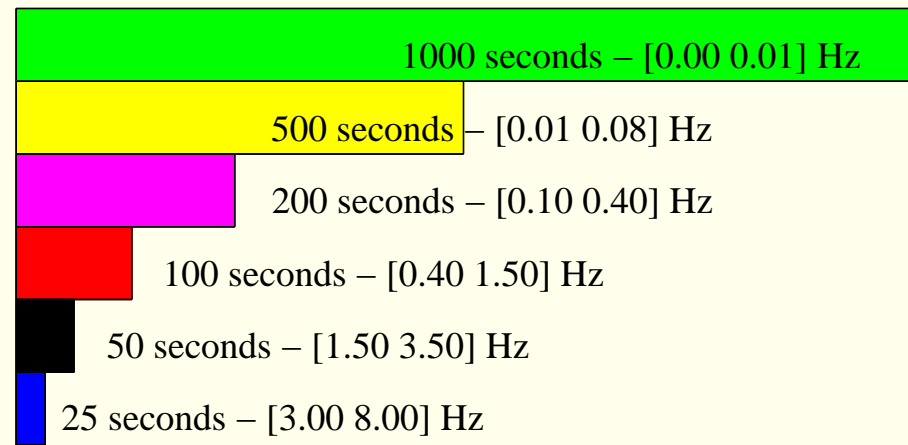 1000 seconds – [0.00 0.01] Hz
500 seconds – [0.01 0.08] Hz
200 seconds – [0.10 0.40] Hz
100 seconds – [0.40 1.50] Hz
50 seconds – [1.50 3.50] Hz
25 seconds – [3.00 8.00] Hz